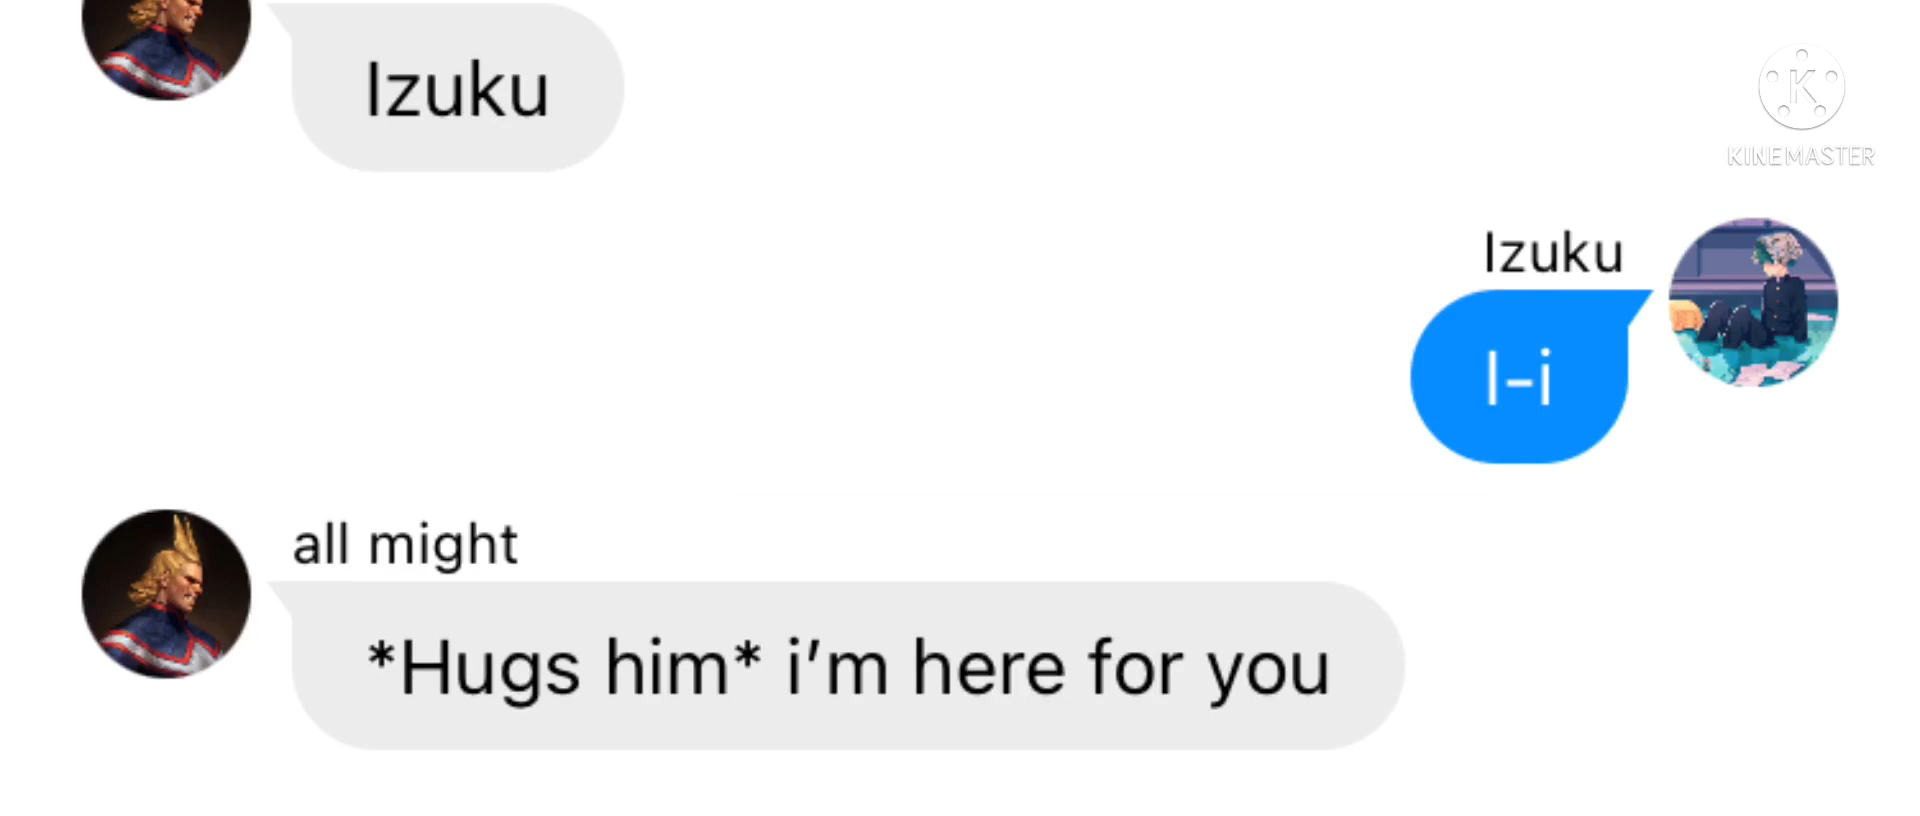 Izuku
K
KINEMASTER
Izuku
I-i
all might
*Hugs him* i'm here for you